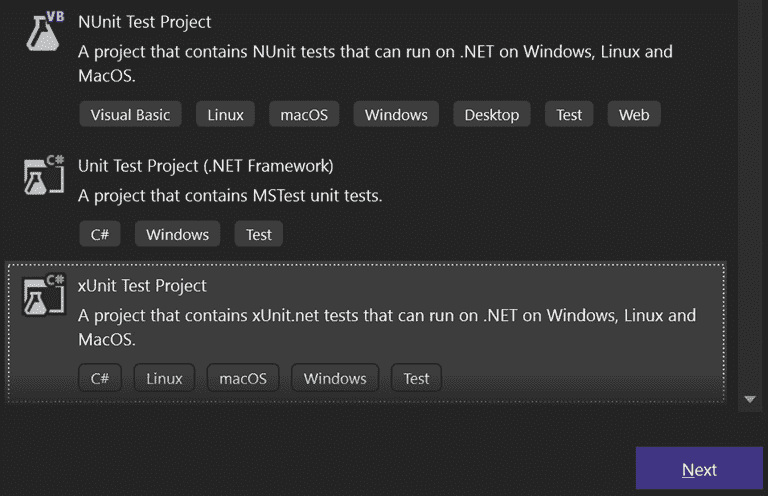 VB
NUnit Test Project
A project that contains NUnit tests that can run on .NET on Windows, Linux and
MacOS.
Visual Basic Linux macOS Windows Desktop Test Web
C#
Unit Test Project (.NET Framework)
A project that contains MSTest unit tests.
C# Windows Test
C#
xUnit Test Project
A project that contains xUnit.net tests that can run on .NET on Windows, Linux and
MacOS.
C# Linux macOS Windows Test
Next